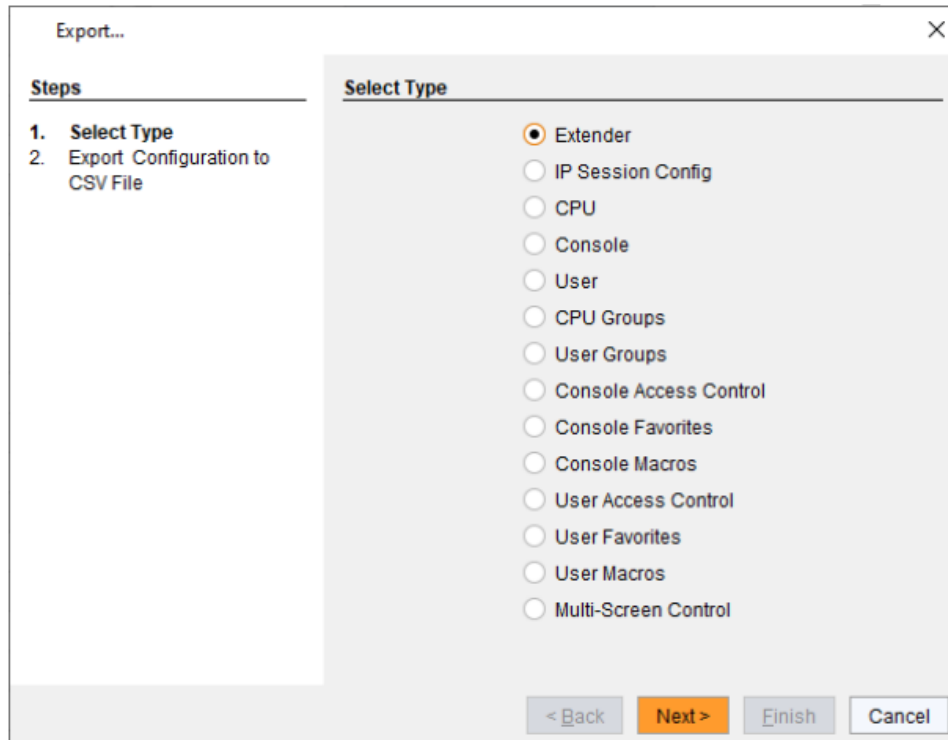 Export...
Steps
1. Select Type
2. Export Configuration to
CSV File
Select Type
Extender
IP Session Config
CPU
Console
User
CPU Groups
User Groups
Console Access Control
Console Favorites
Console Macros
User Access Control
User Favorites
User Macros
Multi-Screen Control
< Back
Next >
Finish
Cancel